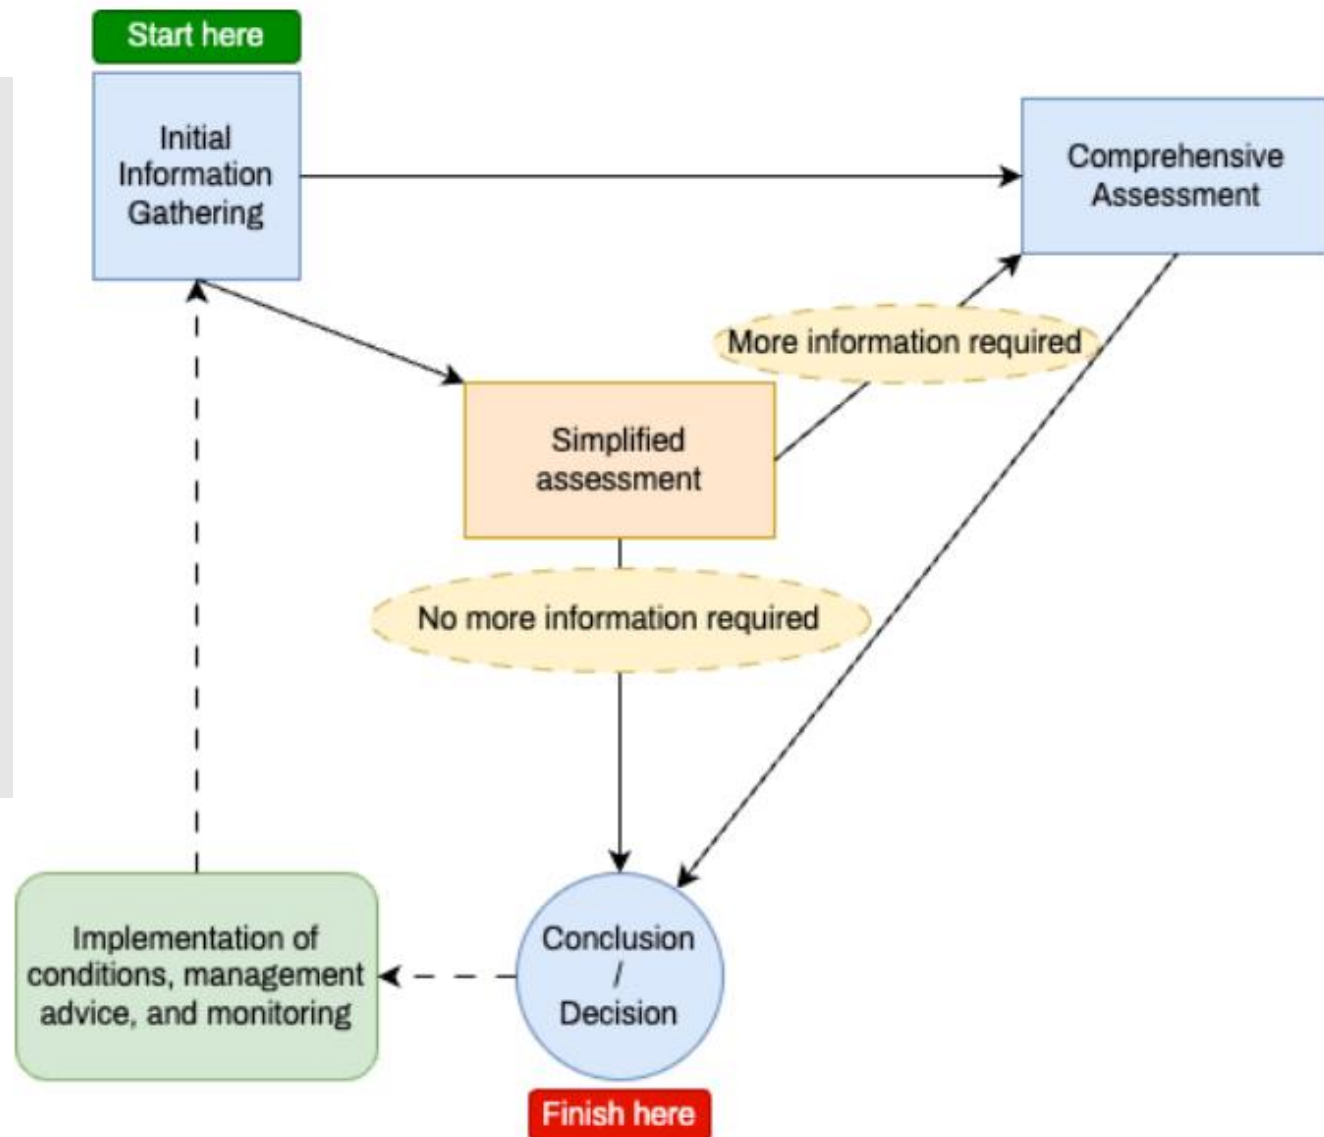 Start here
Initial
Information
Gathering
Comprehensive
Assessment
More information required
Simplified
assessment
No more information required
Implementation of
conditions, management
advice, and monitoring
Conclusion
/
Decision
Finish here